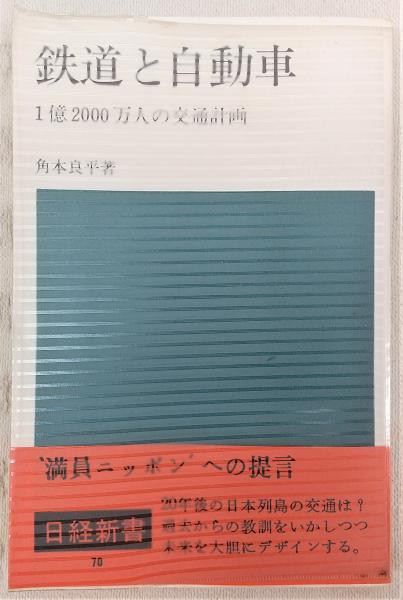 鉄道と自動車
1億2000万人の交通計画
角本良平著
"満員ニッポン"への提言
20年後の日本列島の交通は?
過去からの教訓をいかしつつ
未来を大胆にデザインする。
日経新書
70